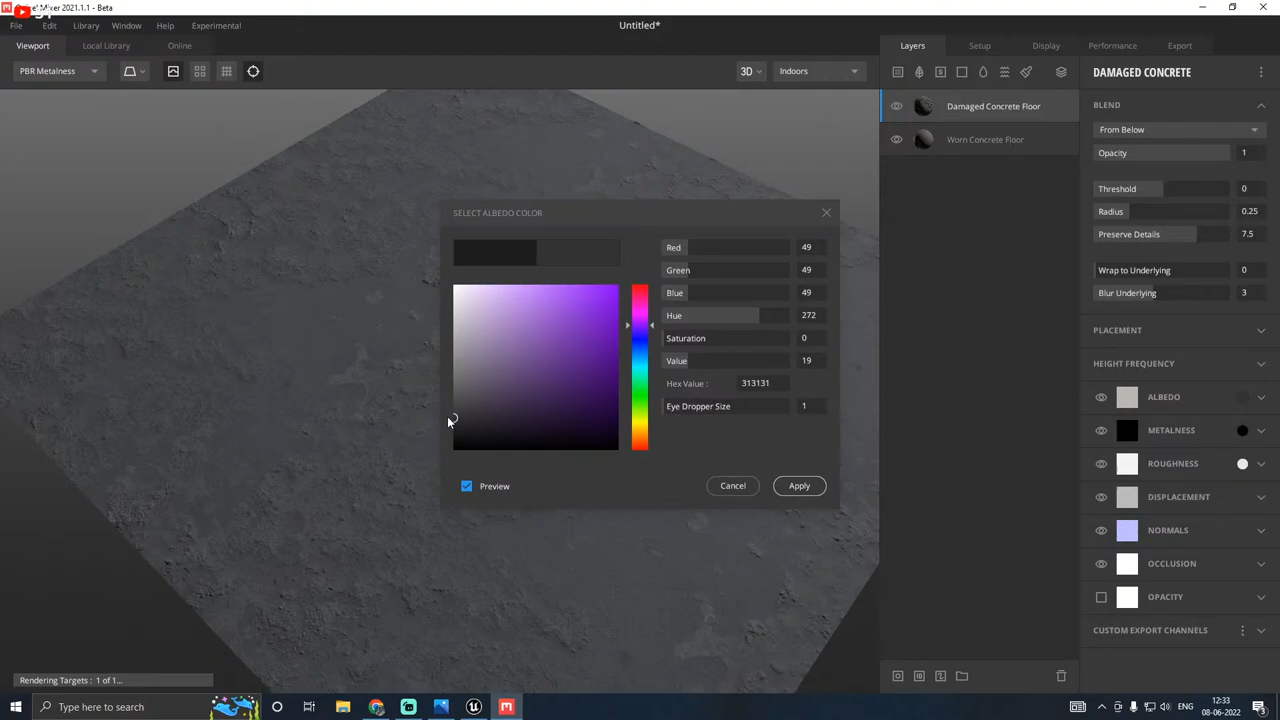 Mixer 2021.1.1 - Beta
File Edit Library Window Help Experimental
Untitled*
Viewport Local Library Online
Layers Setup Display Performance Export
PBR Metalness
3D
Indoors
DAMAGED CONCRETE
BLEND
Damaged Concrete Floor
From Below
Worn Concrete Floor
Opacity 1
Threshold 0
Radius 0.25
Preserve Details 7.5
Wrap to Underlying 0
Blur Underlying 3
PLACEMENT
HEIGHT FREQUENCY
ALBEDO
METALNESS
ROUGHNESS
DISPLACEMENT
NORMALS
OCCLUSION
OPACITY
CUSTOM EXPORT CHANNELS
SELECT ALBEDO COLOR
Red 49
Green 49
Blue 49
Hue 272
Saturation 0
Value 19
Hex Value : 313131
Eye Dropper Size 1
Preview
Cancel Apply
Rendering Targets : 1 of 1...
Type here to search
ENG
12:33
08-06-2022
3